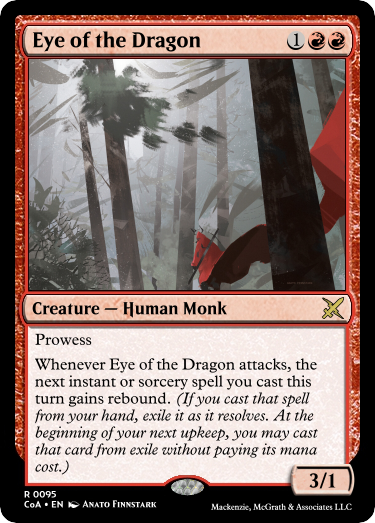 Eye of the Dragon 1
Creature — Human Monk
Prowess
Whenever Eye of the Dragon attacks, the
next instant or sorcery spell you cast this
turn gains rebound. (If you cast that spell
from your hand, exile it as it resolves. At the
beginning of your next upkeep, you may cast
that card from exile without paying its mana
cost.)
3/1
R 0095
CoA • EN Anato Finnstark
Mackenzie, McGrath & Associates LLC